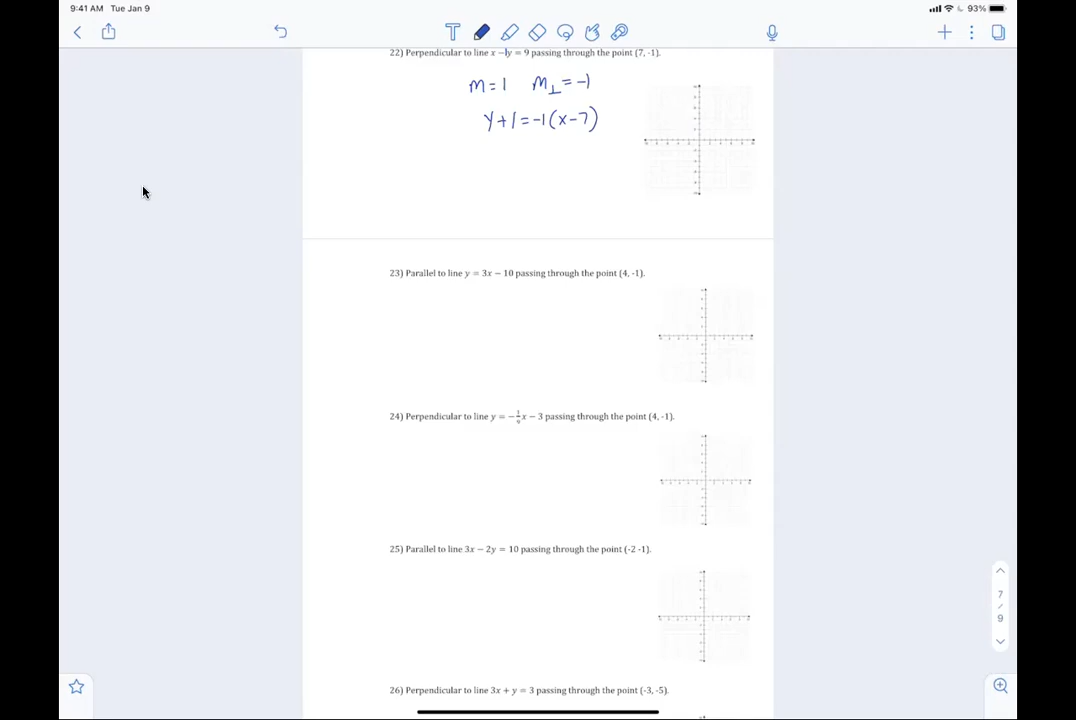 9:41 AM Tue Jan 9
93%
22) Perpendicular to line x -1y = 9 passing through the point (7, -1).
m = 1 m⊥ = -1
y + 1 = -1(x - 7)
23) Parallel to line y = 3x − 10 passing through the point (4, -1).
24) Perpendicular to line y = − x − 3 passing through the point (4, -1).
25) Parallel to line 3x − 2y = 10 passing through the point (-2 -1).
26) Perpendicular to line 3x + y = 3 passing through the point (-3, -5).
7
/
9